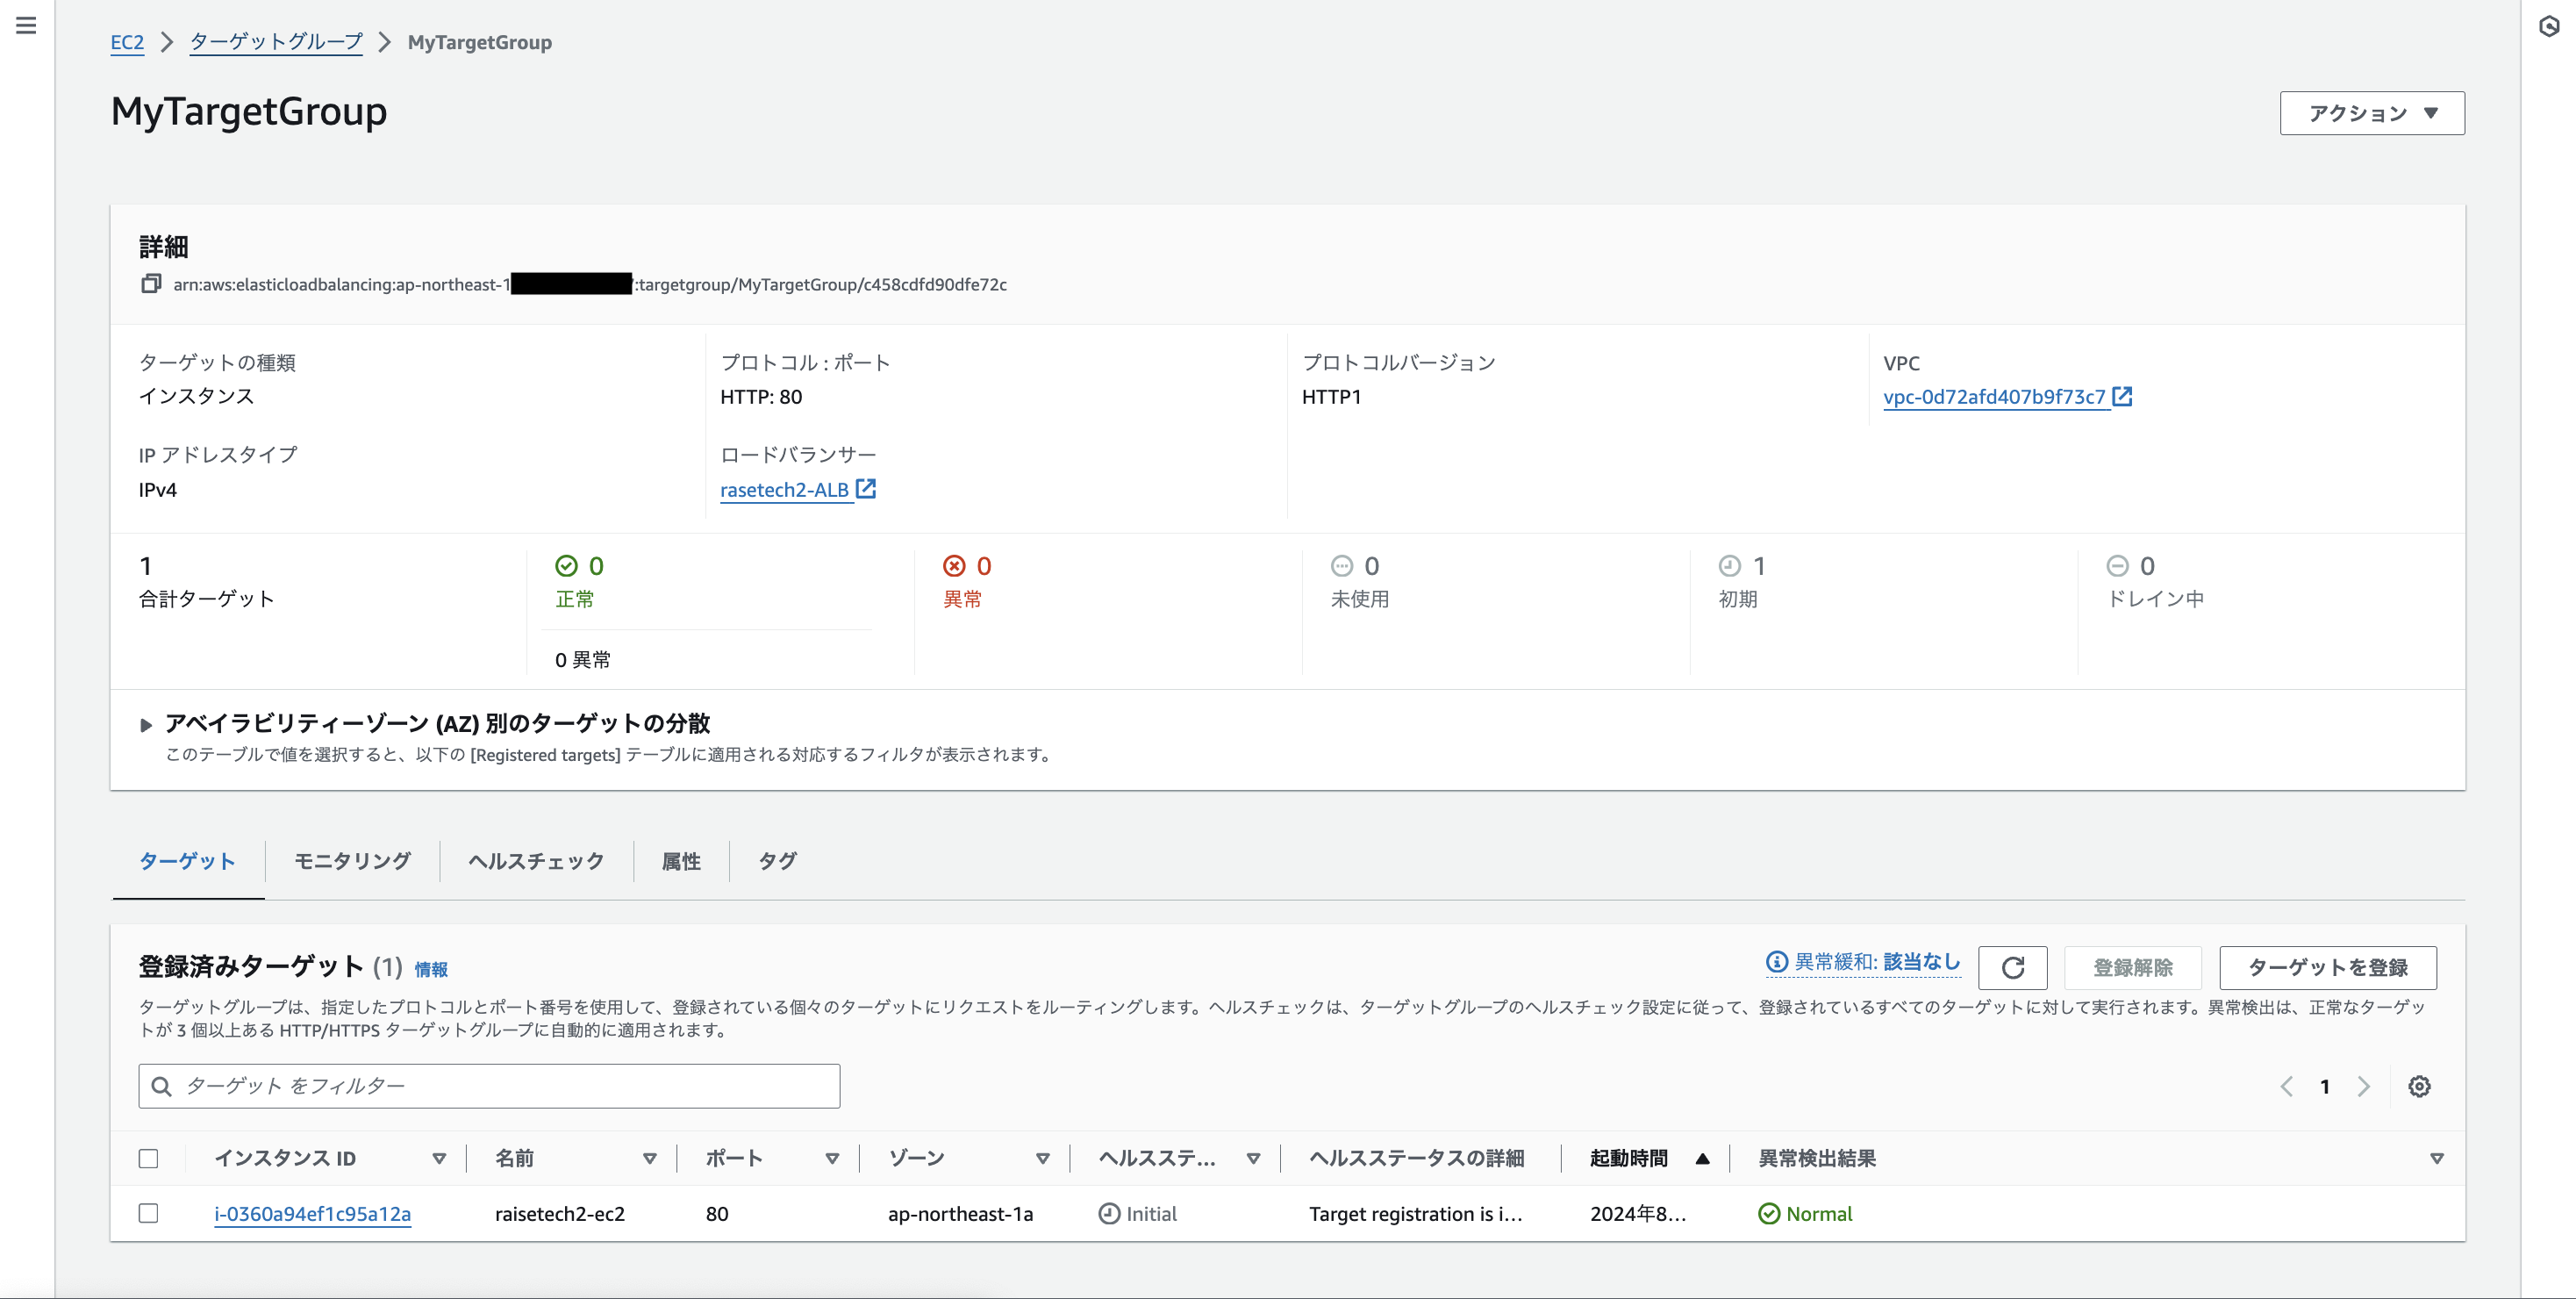 EC2 > ターゲットグループ > MyTargetGroup
MyTargetGroup
アクション ▼
詳細
arn:aws:elasticloadbalancing:ap-northeast-1 :targetgroup/MyTargetGroup/c458cdfd90dfe72c
ターゲットの種類
インスタンス
プロトコル : ポート
HTTP: 80
プロトコルバージョン
HTTP1
VPC
vpc-0d72afd407b9f73c7
IP アドレスタイプ
IPv4
ロードバランサー
rasetech2-ALB
1
合計ターゲット
0
正常
0 異常
0
異常
0
未使用
1
初期
0
ドレイン中
アベイラビリティーゾーン (AZ) 別のターゲットの分散
このテーブルで値を選択すると、以下の [Registered targets] テーブルに適用される対応するフィルタが表示されます。
ターゲット モニタリング ヘルスチェック 属性 タグ
登録済みターゲット (1) 情報
異常緩和: 該当なし
登録解除
ターゲットを登録
ターゲットグループは、指定したプロトコルとポート番号を使用して、登録されている個々のターゲットにリクエストをルーティングします。ヘルスチェックは、ターゲットグループのヘルスチェック設定に従って、登録されているすべてのターゲットに対して実行されます。異常検出は、正常なターゲッ
トが 3 個以上ある HTTP/HTTPS ターゲットグループに自動的に適用されます。
ターゲット をフィルター
1
インスタンス ID 名前 ポート ゾーン ヘルスステ... ヘルスステータスの詳細 起動時間 異常検出結果
i-0360a94ef1c95a12a raisetech2-ec2 80 ap-northeast-1a Initial Target registration is i... 2024年8... Normal